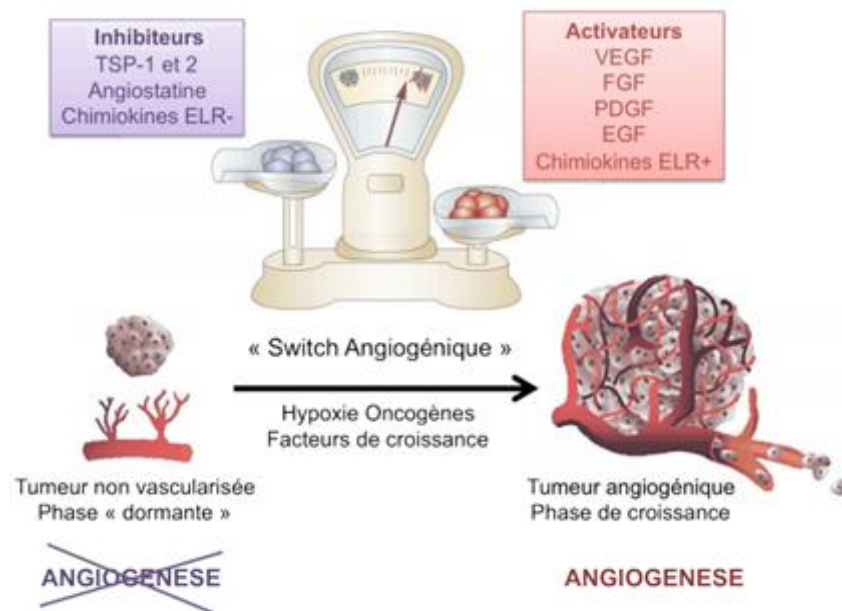 Inhibiteurs
TSP-1 et 2
Angiostatine
Chimiokines ELR-
Activateurs
VEGF
FGF
PDGF
EGF
Chimiokines ELR+
« Switch Angiogénique »
Hypoxie Oncogènes
Facteurs de croissance
Tumeur non vascularisée
Phase « dormante »
Tumeur angiogénique
Phase de croissance
ANGIOGENESE
ANGIOGENESE